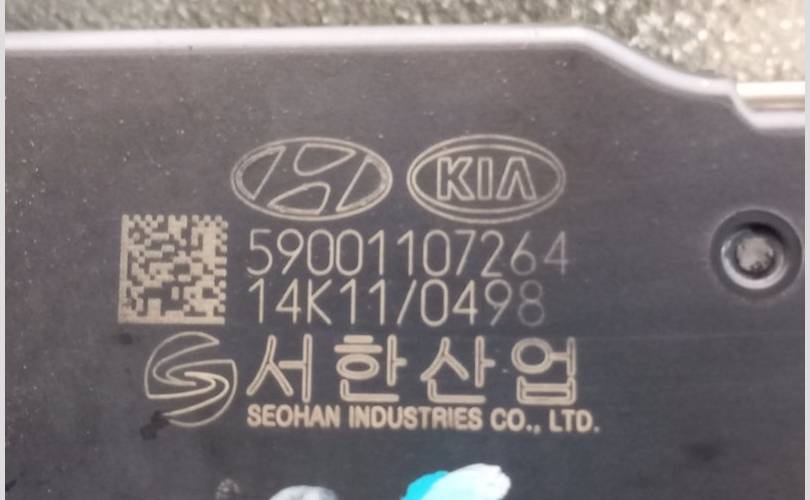 KIA
59001107264
14K11/0498
서한산업
SEOHAN INDUSTRIES CO., LTD.